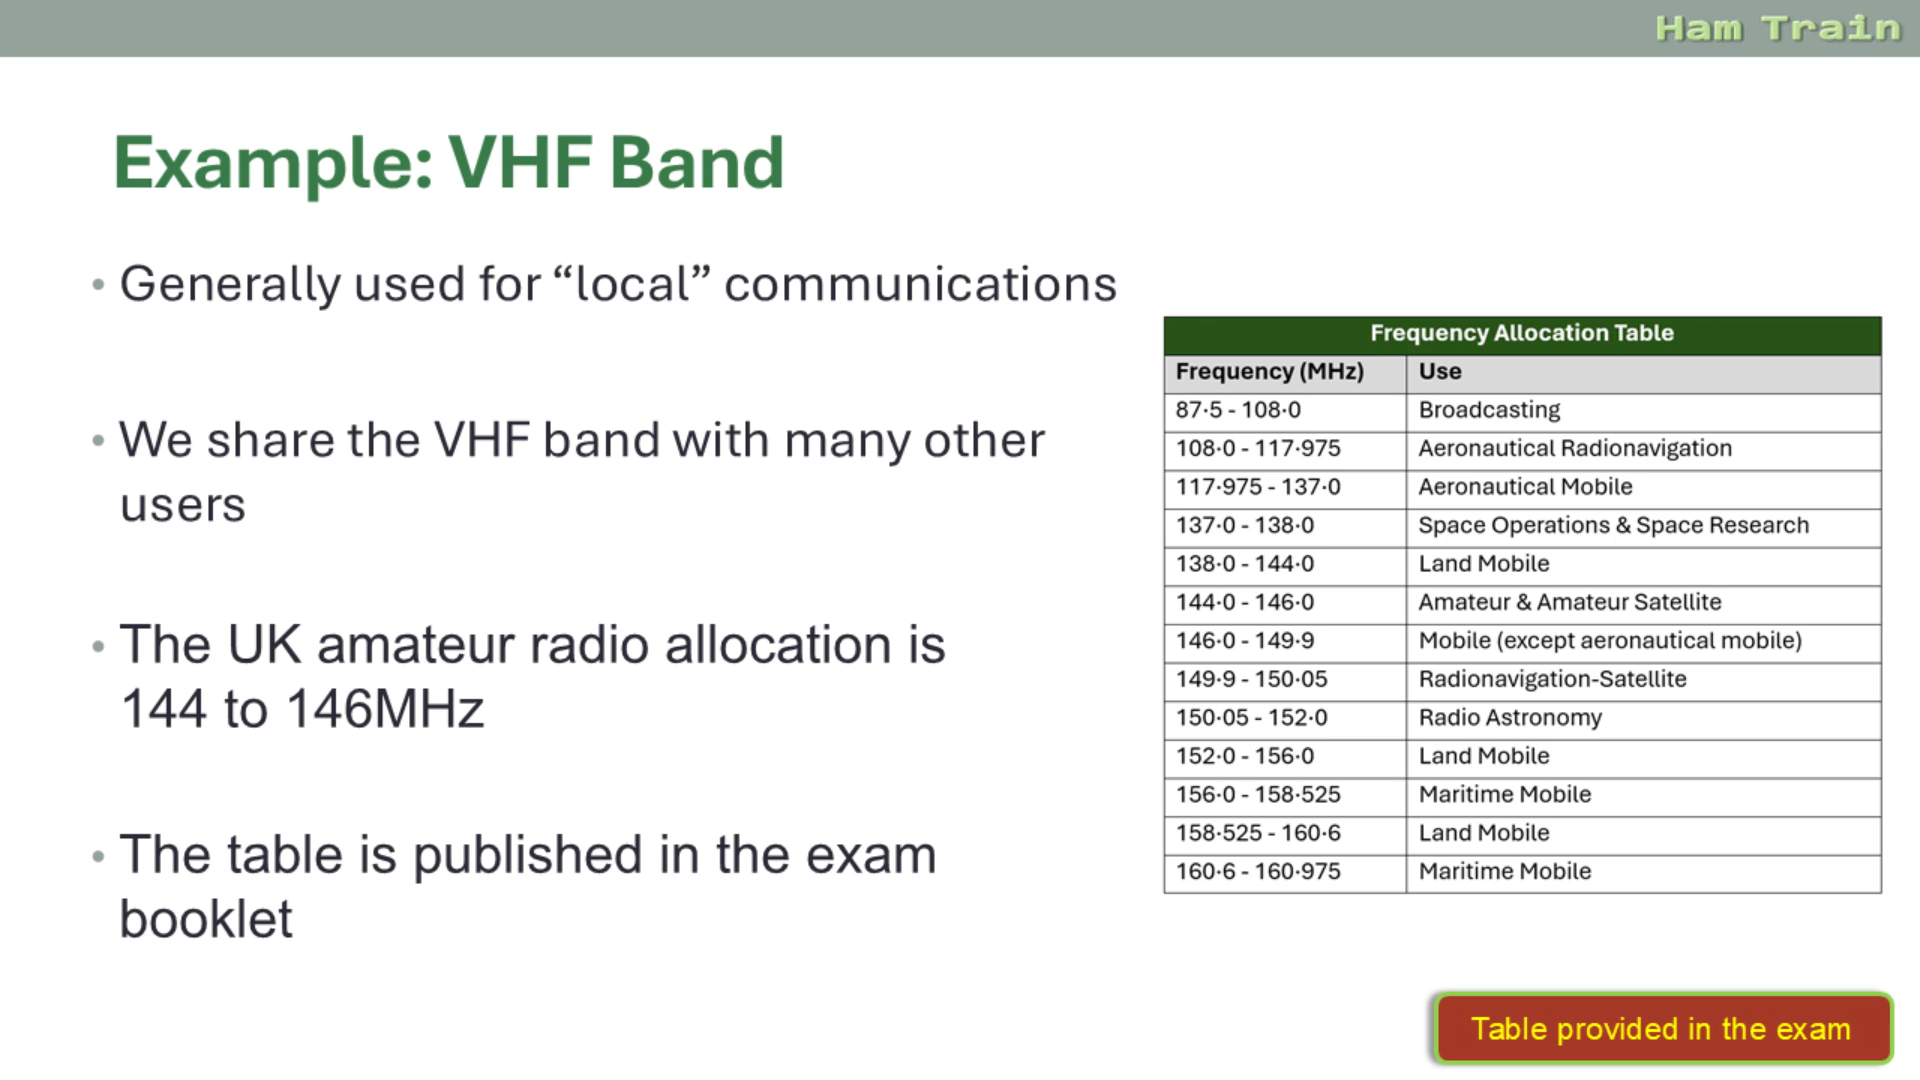 Ham Train
Example: VHF Band
• Generally used for “local” communications
• We share the VHF band with many other
users
• The UK amateur radio allocation is
144 to 146MHz
• The table is published in the exam
booklet
Frequency Allocation Table
Frequency (MHz) Use
87·5 - 108·0 Broadcasting
108·0 - 117·975 Aeronautical Radionavigation
117·975 - 137·0 Aeronautical Mobile
137·0 - 138·0 Space Operations & Space Research
138·0 - 144·0 Land Mobile
144·0 - 146·0 Amateur & Amateur Satellite
146·0 - 149·9 Mobile (except aeronautical mobile)
149·9 - 150·05 Radionavigation-Satellite
150·05 - 152·0 Radio Astronomy
152·0 - 156·0 Land Mobile
156·0 - 158·525 Maritime Mobile
158·525 - 160·6 Land Mobile
160·6 - 160·975 Maritime Mobile
Table provided in the exam